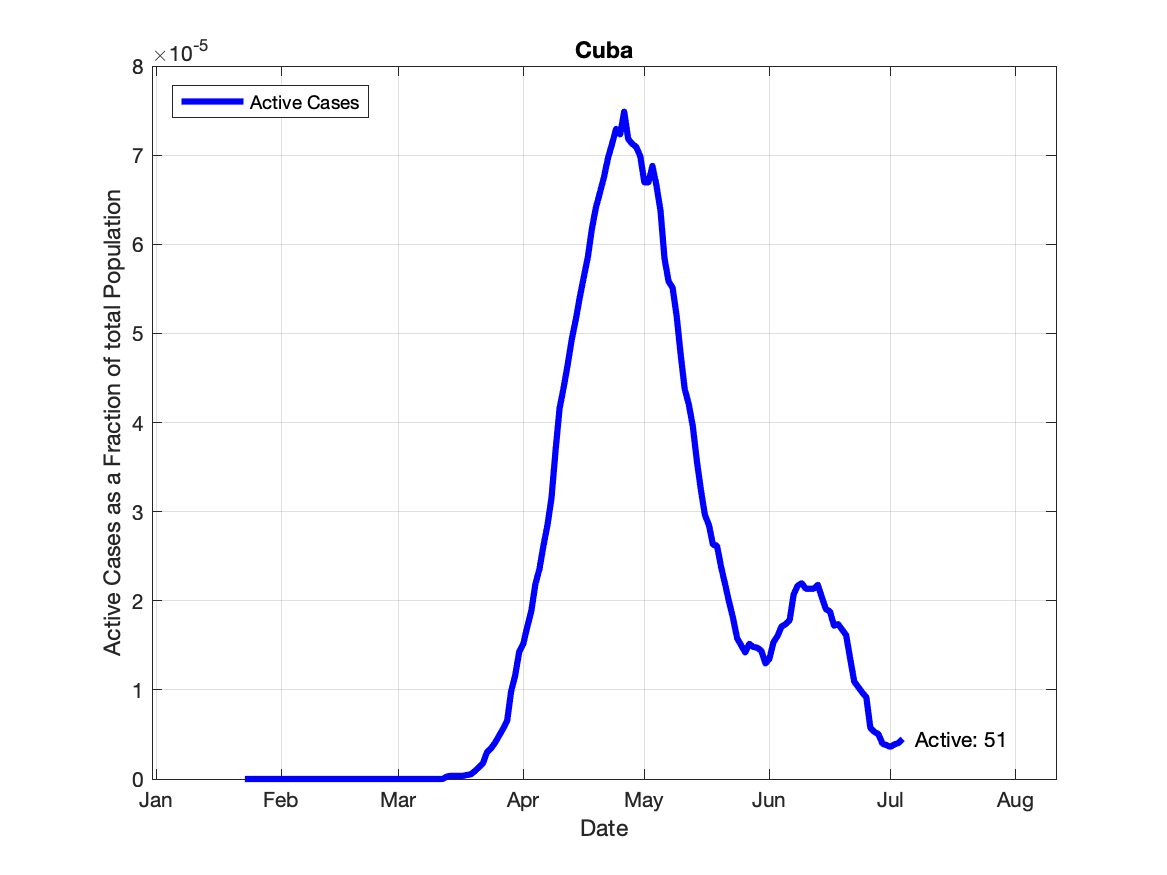 Cuba
×10-5
Active Cases
8
7
6
5
4
3
2
1
0
Active Cases as a Fraction of total Population
Active: 51
Jan Feb Mar Apr May Jun Jul Aug
Date